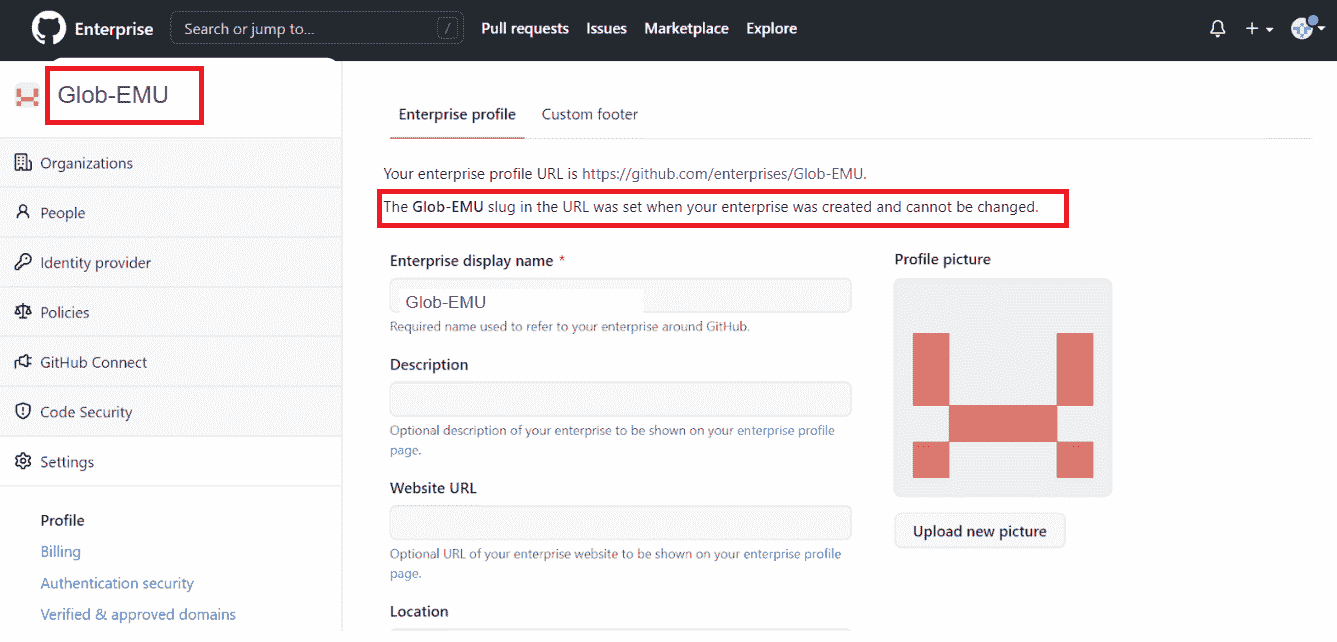 Enterprise Search or jump to... / Pull requests Issues Marketplace Explore
Glob-EMU
Organizations
People
Identity provider
Policies
GitHub Connect
Code Security
Settings
Profile
Billing
Authentication security
Verified & approved domains
Enterprise profile Custom footer
Your enterprise profile URL is https://github.com/enterprises/Glob-EMU.
The Glob-EMU slug in the URL was set when your enterprise was created and cannot be changed.
Enterprise display name *
Glob-EMU
Required name used to refer to your enterprise around GitHub.
Description
Optional description of your enterprise to be shown on your enterprise profile
page.
Website URL
Optional URL of your enterprise website to be shown on your enterprise profile
page.
Location
Profile picture
Upload new picture